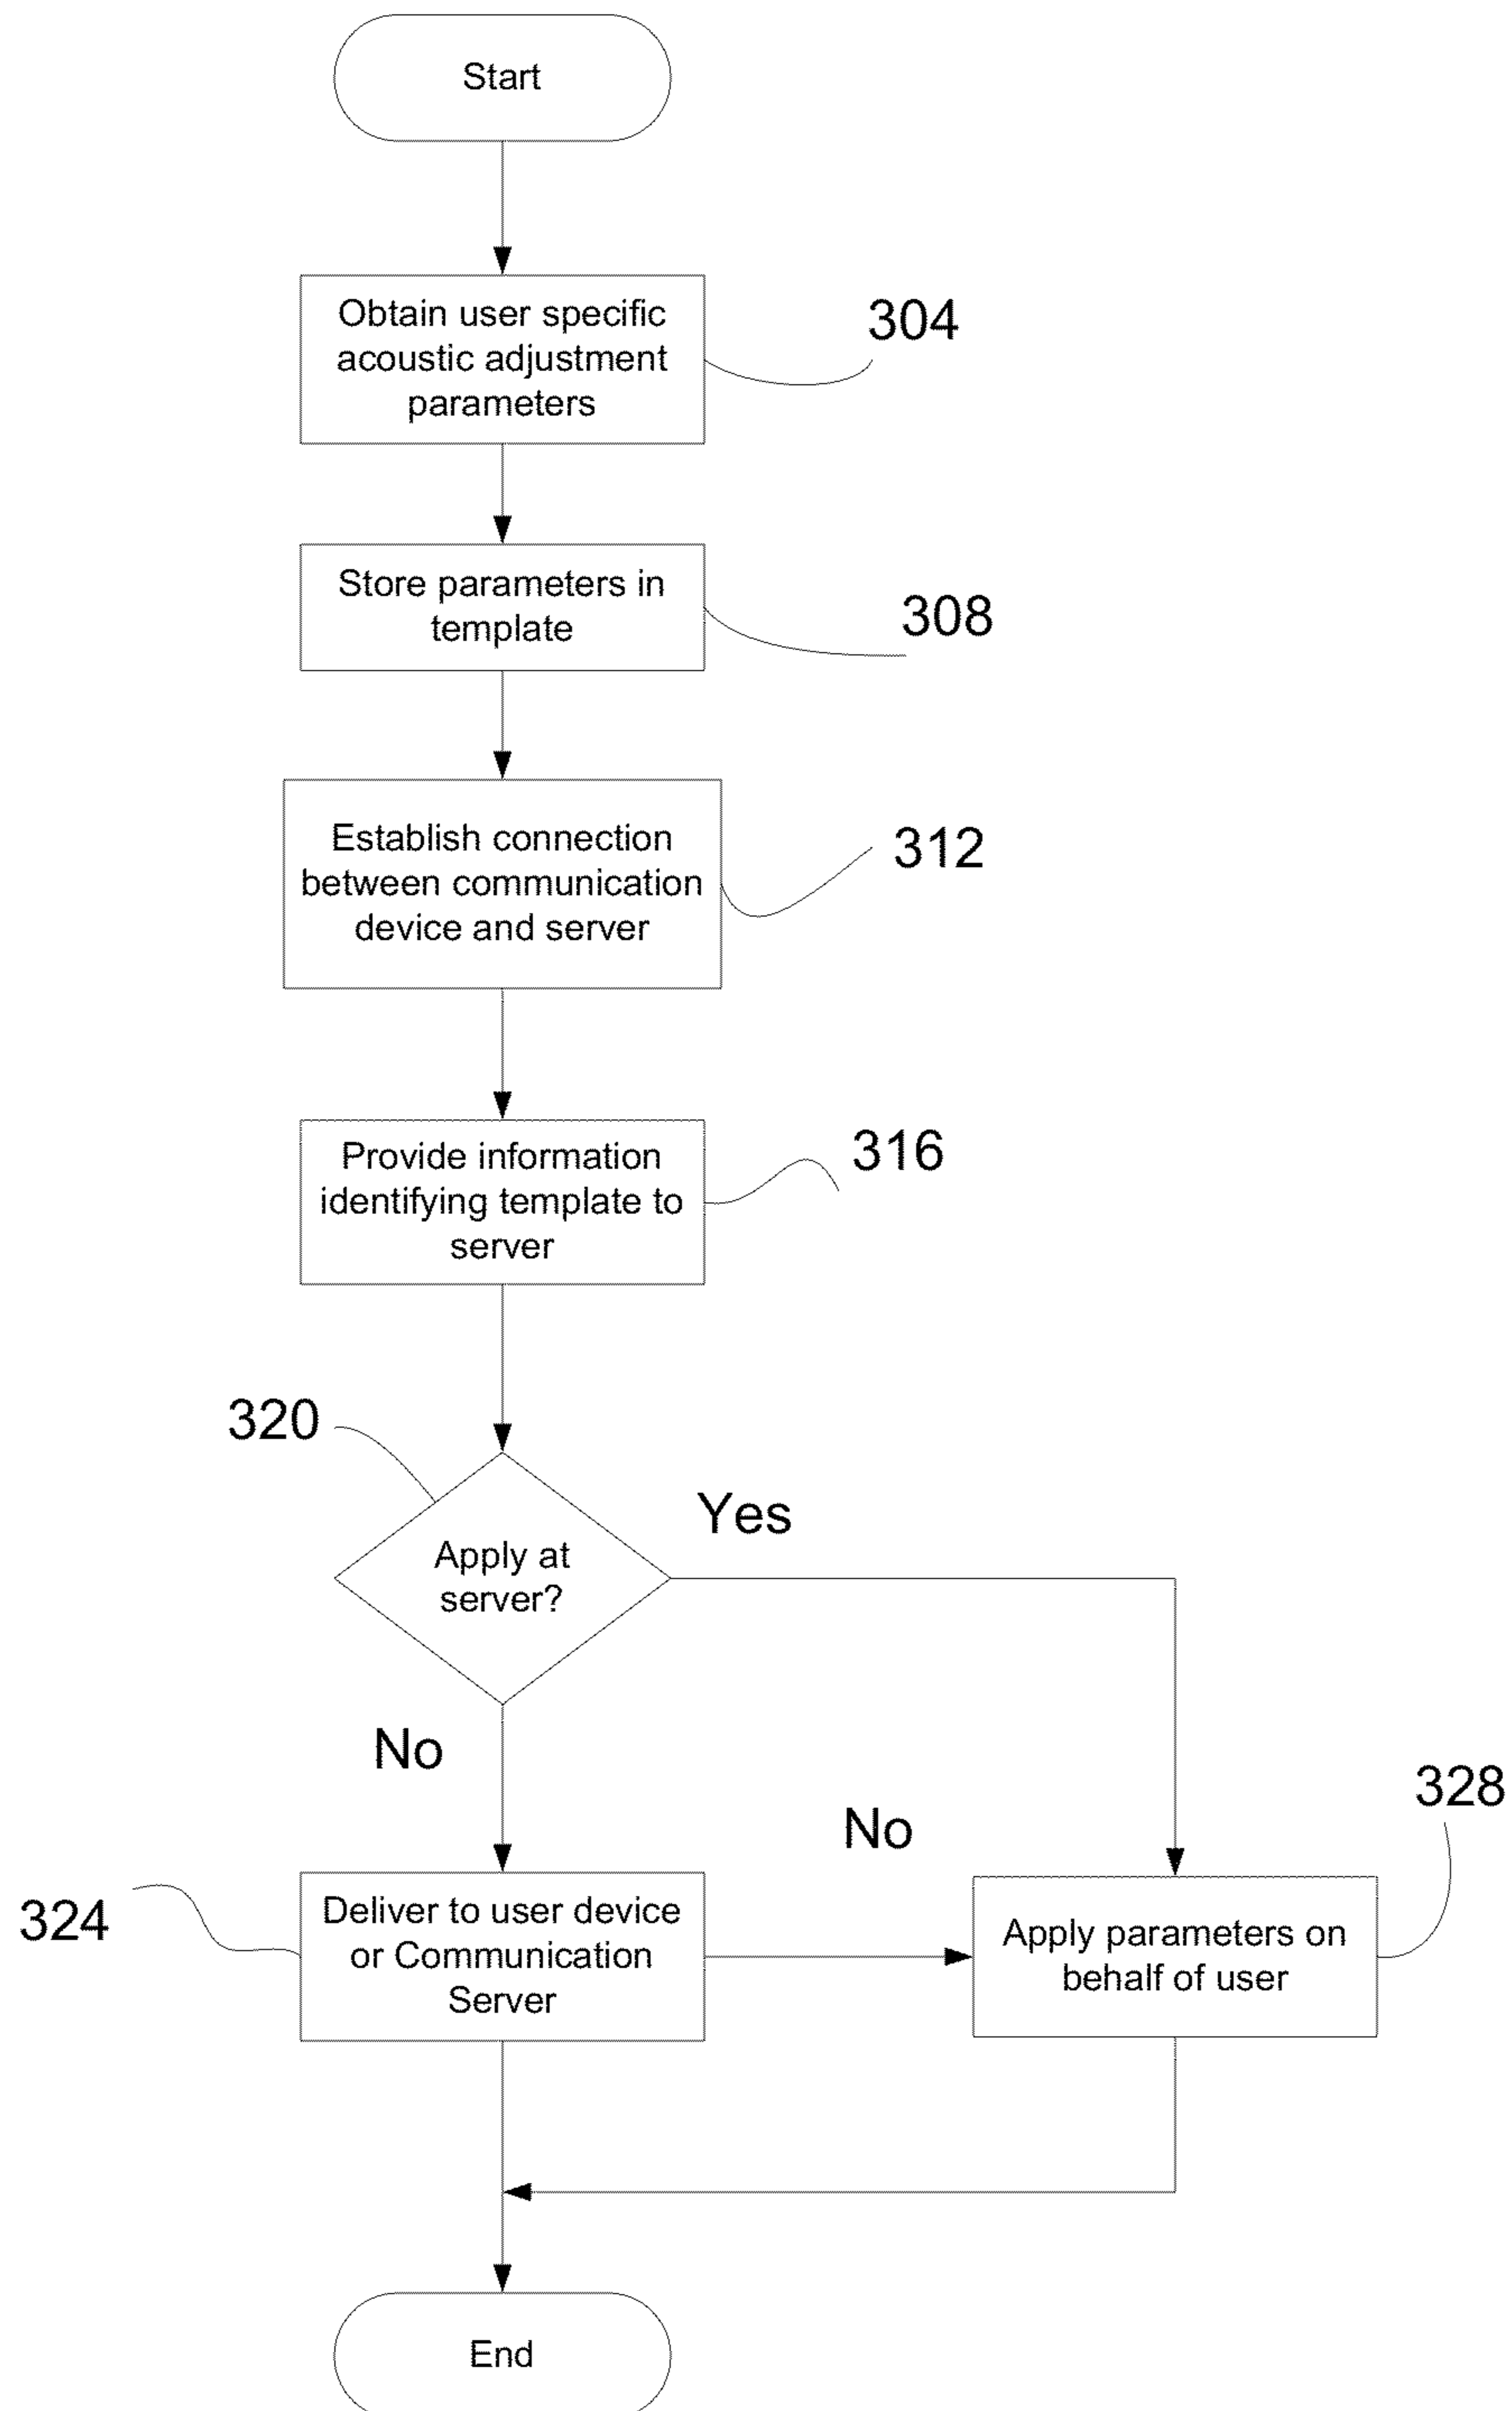 Start
Obtain user specific
acoustic adjustment
parameters
304
Store parameters in
template
308
Establish connection
between communication
device and server
312
Provide information
identifying template to
server
316
320
Apply at
server?
Yes
No
No
328
324
Deliver to user device
or Communication
Server
Apply parameters on
behalf of user
End